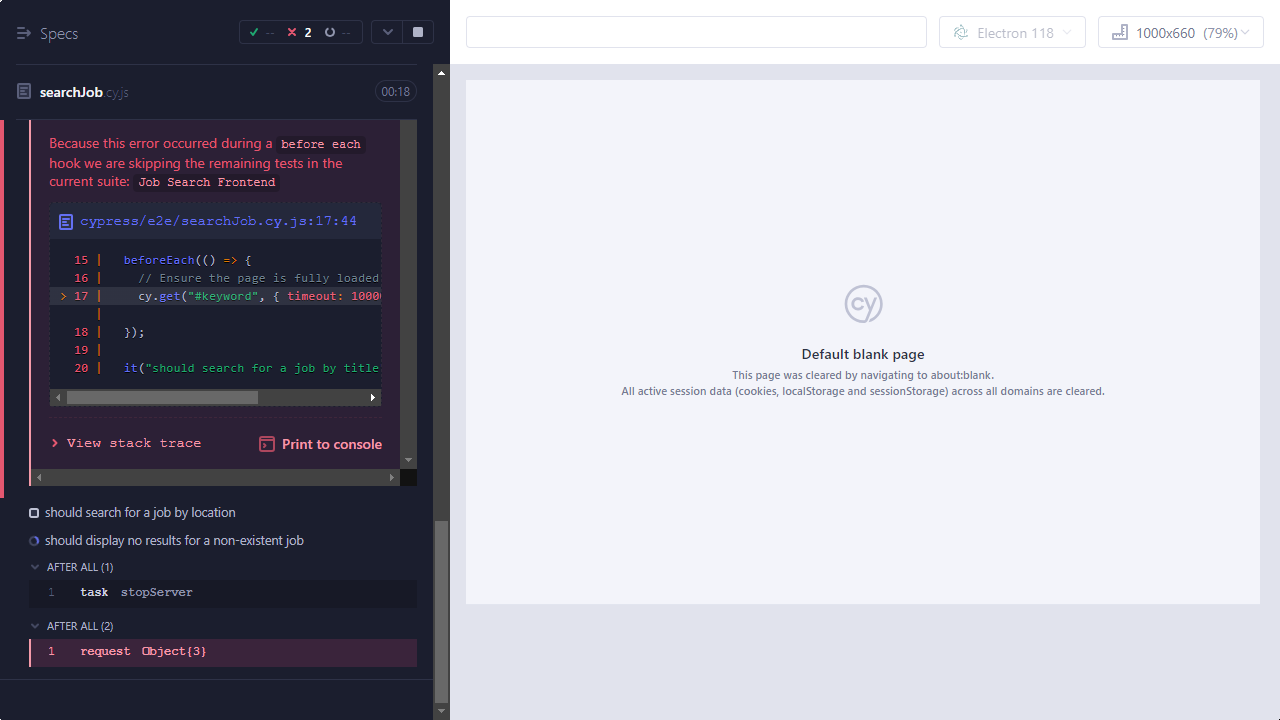 Specs
-- 2 --
searchJob.cy.js
00:18
Because this error occurred during a before each
hook we are skipping the remaining tests in the
current suite: Job Search Frontend
cypress/e2e/searchJob.cy.js:17:44
15 | beforeEach(() => {
16 | // Ensure the page is fully loaded
> 17 | cy.get("#keyword", { timeout: 1000
|
18 | });
19 |
20 | it("should search for a job by title
View stack trace
Print to console
should search for a job by location
should display no results for a non-existent job
AFTER ALL (1)
1 task stopServer
AFTER ALL (2)
1 request Object{3}
Electron 118
1000x660 (79%)
cy
Default blank page
This page was cleared by navigating to about:blank.
All active session data (cookies, localStorage and sessionStorage) across all domains are cleared.